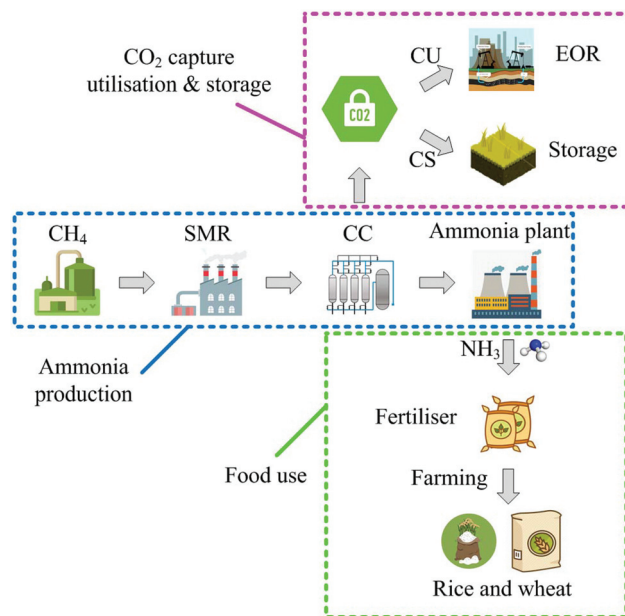 CO₂ capture
utilisation & storage
CU
EOR
CO2
CS
Storage
CH₄
SMR
CC
Ammonia plant
Ammonia
production
NH₃
Fertiliser
Food use
Farming
Rice and wheat